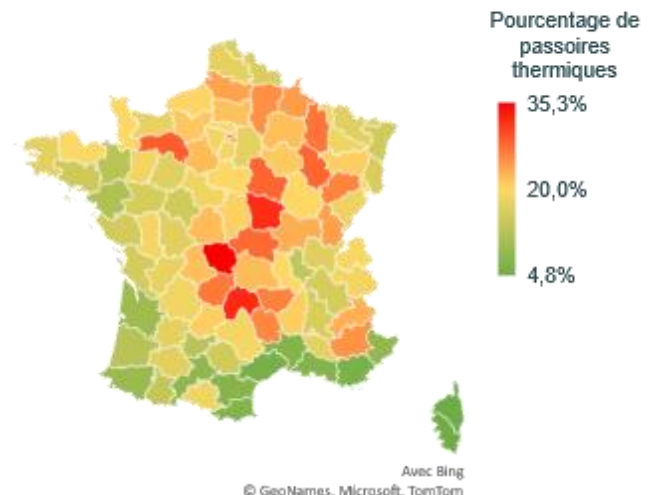 Pourcentage de
passoires
thermiques
35,3%
20,0%
4,8%
Avec Bing
© GeoNames, Microsoft, TomTom